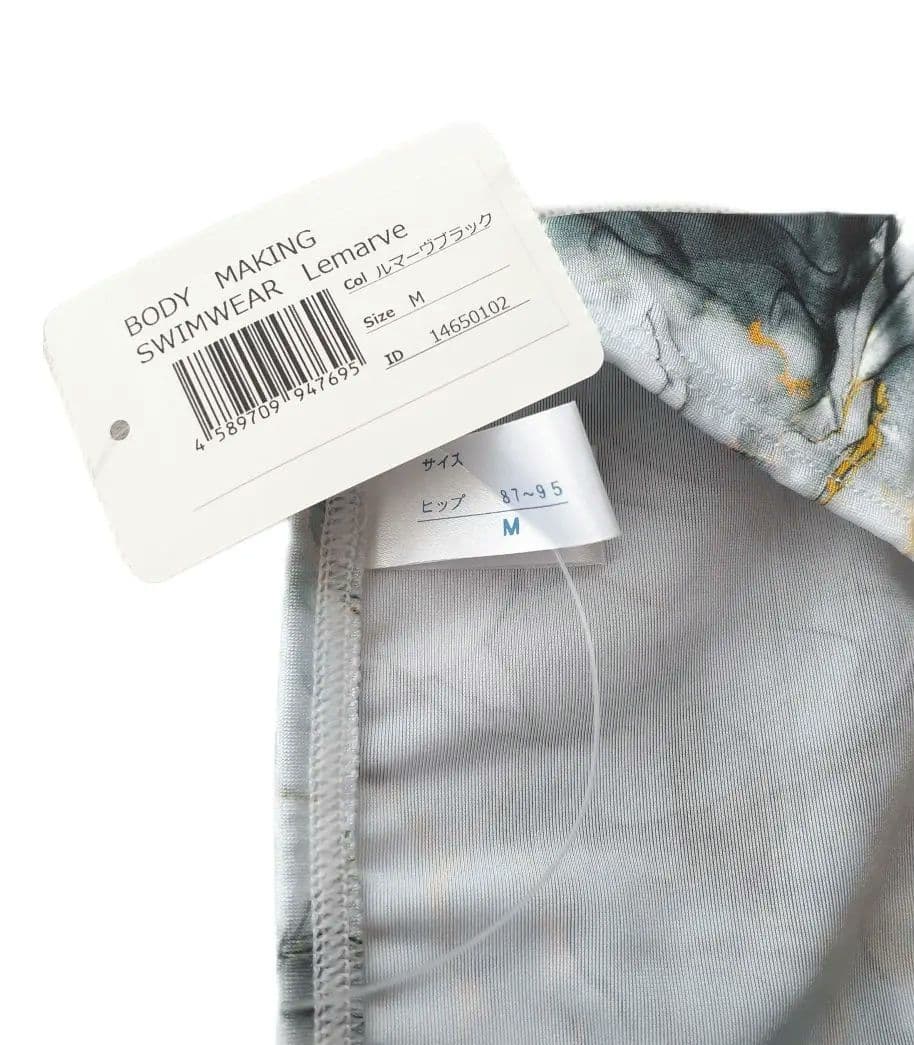 BODY MAKING
SWIMWEAR Lemarve
Col ルマーヴブラック
Size M
ID 14650102
4 589709 947695
サイズ
ヒップ 87~95
M